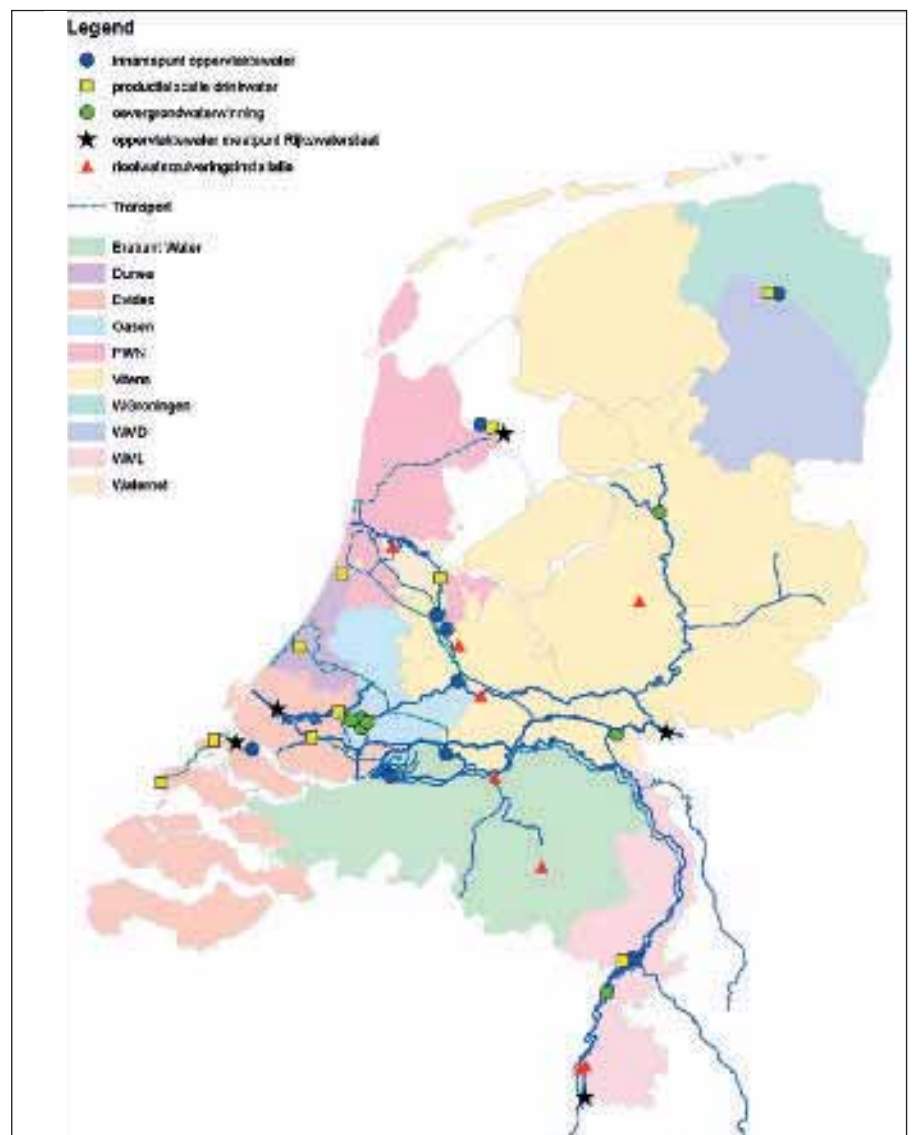 Legend
innamepunt oppervlaktewater
productielocatie drinkwater
oevergrondwaterwinning
oppervlaktewater meetpunt Rijkswaterstaat
rioolwaterzuiveringsinstallatie
Transport
Brabant Water
Dunea
Evides
Oasen
PWN
Vitens
WGroningen
WMD
WML
Waternet